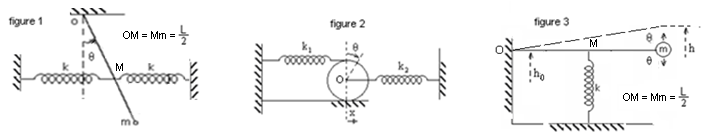 figure 1
O
OM = Mm = L/2
θ
k
M
k
m
figure 2
k₁
θ
O
k₂
x
figure 3
O
M
θ
m
θ
h
h₀
k
OM = Mm = L/2